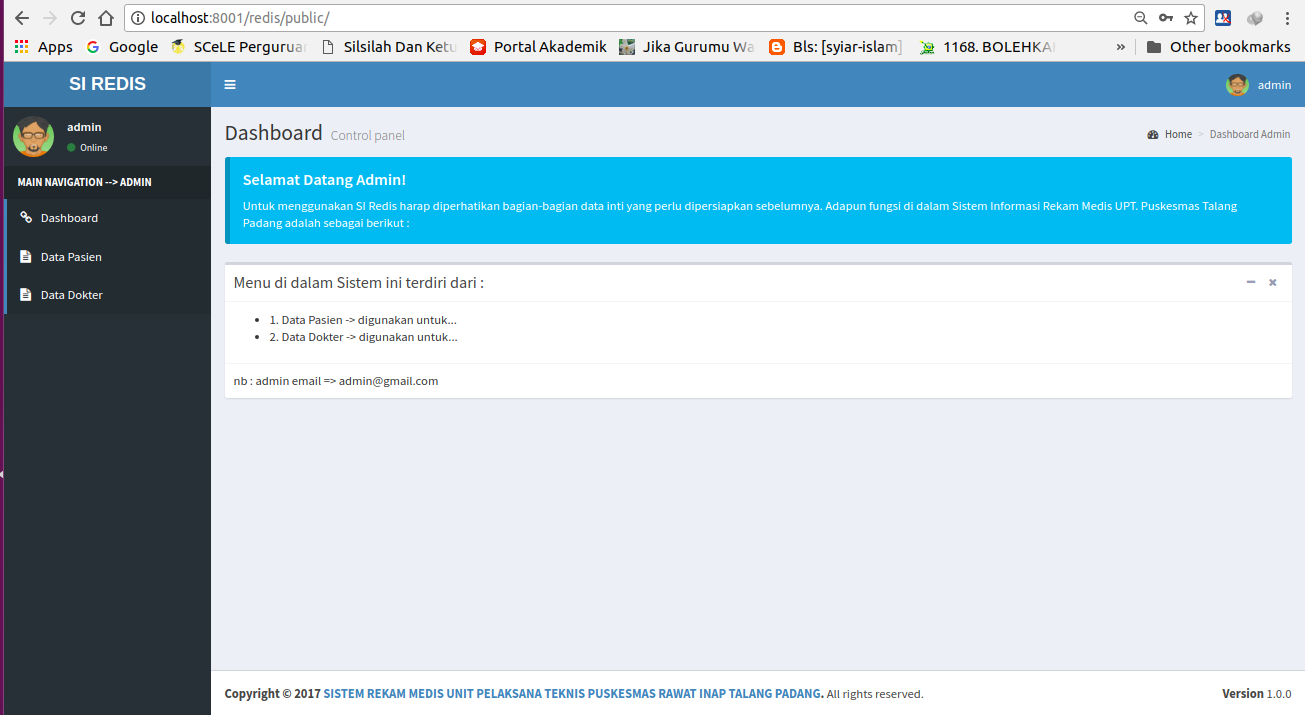 localhost:8001/redis/public/
Apps Google SCeLE Perguruan Silsilah Dan Ketu Portal Akademik Jika Gurumu Wa Bls: [syiar-islam] 1168. BOLEHKA » Other bookmarks
SI REDIS admin
admin
Online
MAIN NAVIGATION --> ADMIN
Dashboard
Data Pasien
Data Dokter
Dashboard Control panel Home > Dashboard Admin
Selamat Datang Admin!
Untuk menggunakan SI Redis harap diperhatikan bagian-bagian data inti yang perlu dipersiapkan sebelumnya. Adapun fungsi di dalam Sistem Informasi Rekam Medis UPT. Puskesmas Talang
Padang adalah sebagai berikut :
Menu di dalam Sistem ini terdiri dari :
• 1. Data Pasien -> digunakan untuk...
• 2. Data Dokter -> digunakan untuk...
nb : admin email => admin@gmail.com
Copyright © 2017 SISTEM REKAM MEDIS UNIT PELAKSANA TEKNIS PUSKESMAS RAWAT INAP TALANG PADANG. All rights reserved. Version 1.0.0